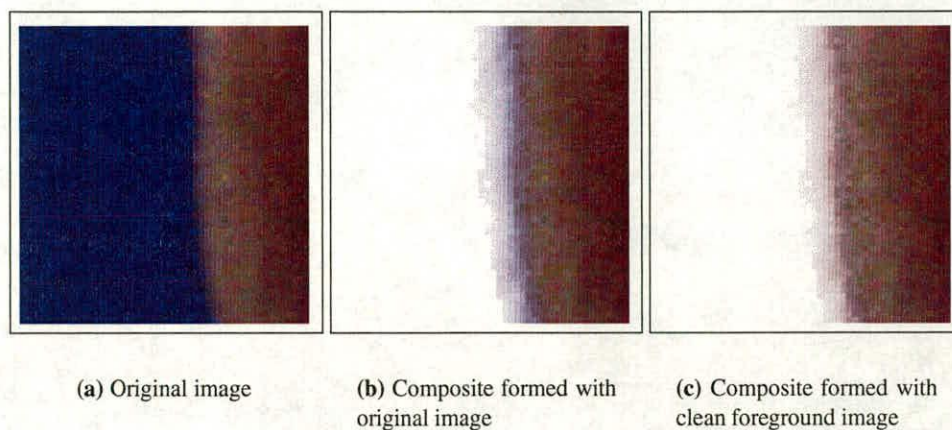 (a) Original image
(b) Composite formed with
original image
(c) Composite formed with
clean foreground image